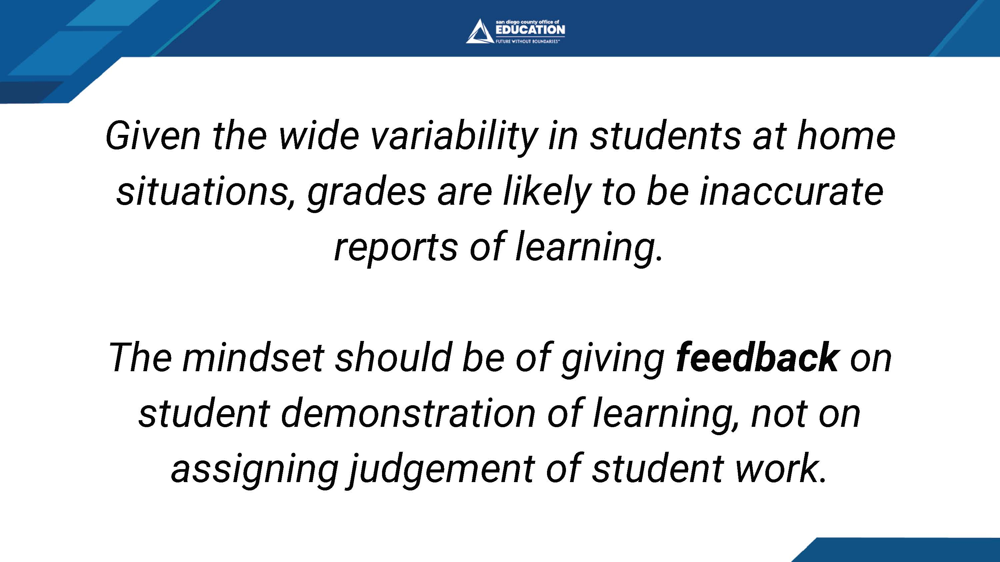 san diego county office of
EDUCATION
FUTURE WITHOUT BOUNDARIES℠
Given the wide variability in students at home
situations, grades are likely to be inaccurate
reports of learning.
The mindset should be of giving feedback on
student demonstration of learning, not on
assigning judgement of student work.